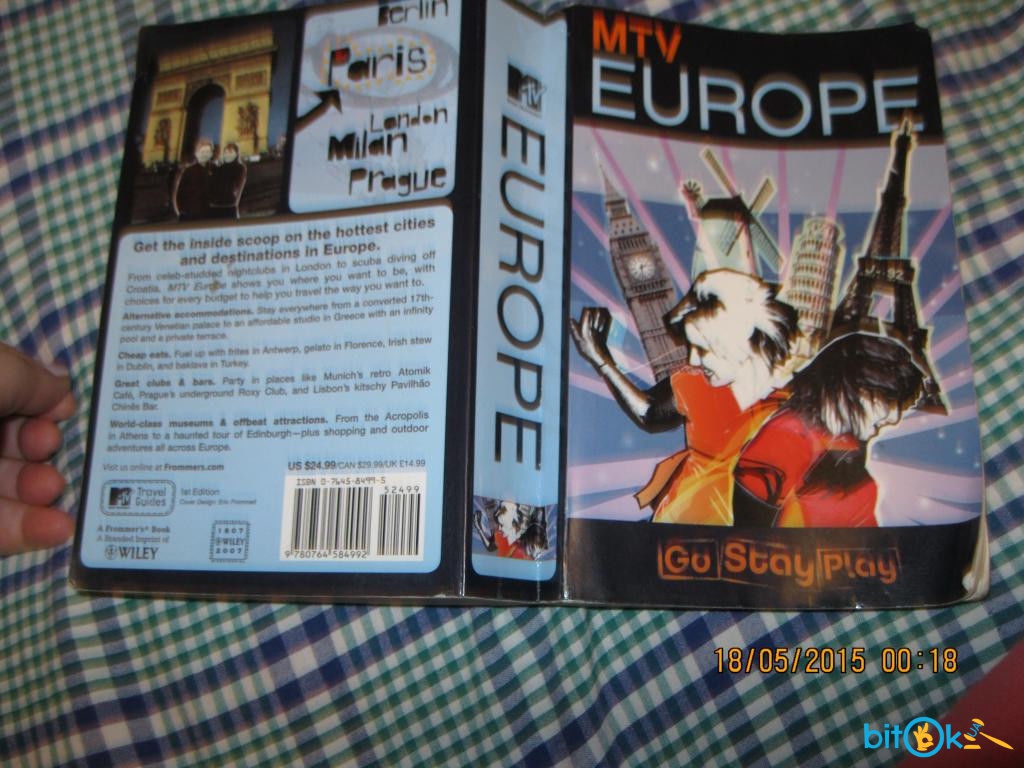 Berlin
Paris
London
Milan
Prague
Get the inside scoop on the hottest cities
and destinations in Europe.
From celeb-studded nightclubs in London to scuba diving off
Croatia, MTV Europe shows you where you want to be, with
choices for every budget to help you travel the way you want to.
Alternative accommodations. Stay everywhere from a converted 17th-
century Venetian palace to an affordable studio in Greece with an infinity
pool and a private terrace.
Cheap eats. Fuel up with frites in Antwerp, gelato in Florence, Irish stew
in Dublin, and baklava in Turkey.
Great clubs & bars. Party in places like Munich's retro Atomik
Café, Prague's underground Roxy Club, and Lisbon's kitschy Pavilhão
Chinês Bar.
World-class museums & offbeat attractions. From the Acropolis
in Athens to a haunted tour of Edinburgh—plus shopping and outdoor
adventures all across Europe.
Visit us online at Frommers.com
US $24.99/CAN $29.99/UK £14.99
MTV Travel
Guides
1st Edition
Cover Design: Eric Frommelt
A Frommer's® Book
A Branded Imprint of
WILEY
1807
WILEY
2007
ISBN 0-7645-8499-5
52499
9 780764 584992
MTV
EUROPE
MTV
EUROPE
Go Stay Play
18/05/2015 00:18
bitok
UA